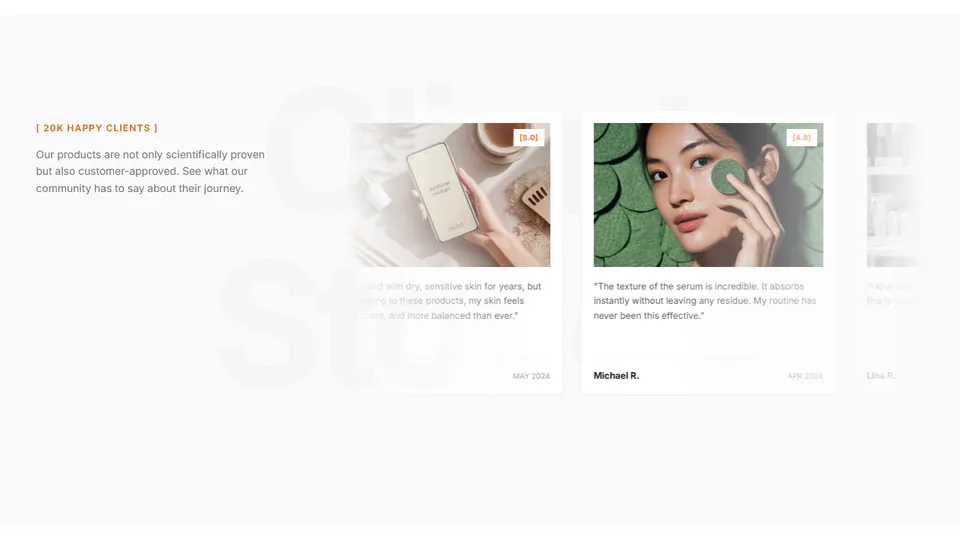 [ 20K HAPPY CLIENTS ]
Our products are not only scientifically proven
but also customer-approved. See what our
community has to say about their journey.
[5.0]
with dry, sensitive skin for years, but
to these products, my skin feels
and more balanced than ever."
MAY 2024
[4.8]
"The texture of the serum is incredible. It absorbs
instantly without leaving any residue. My routine has
never been this effective."
Michael R.
APR 2024
"I love
Lina R.